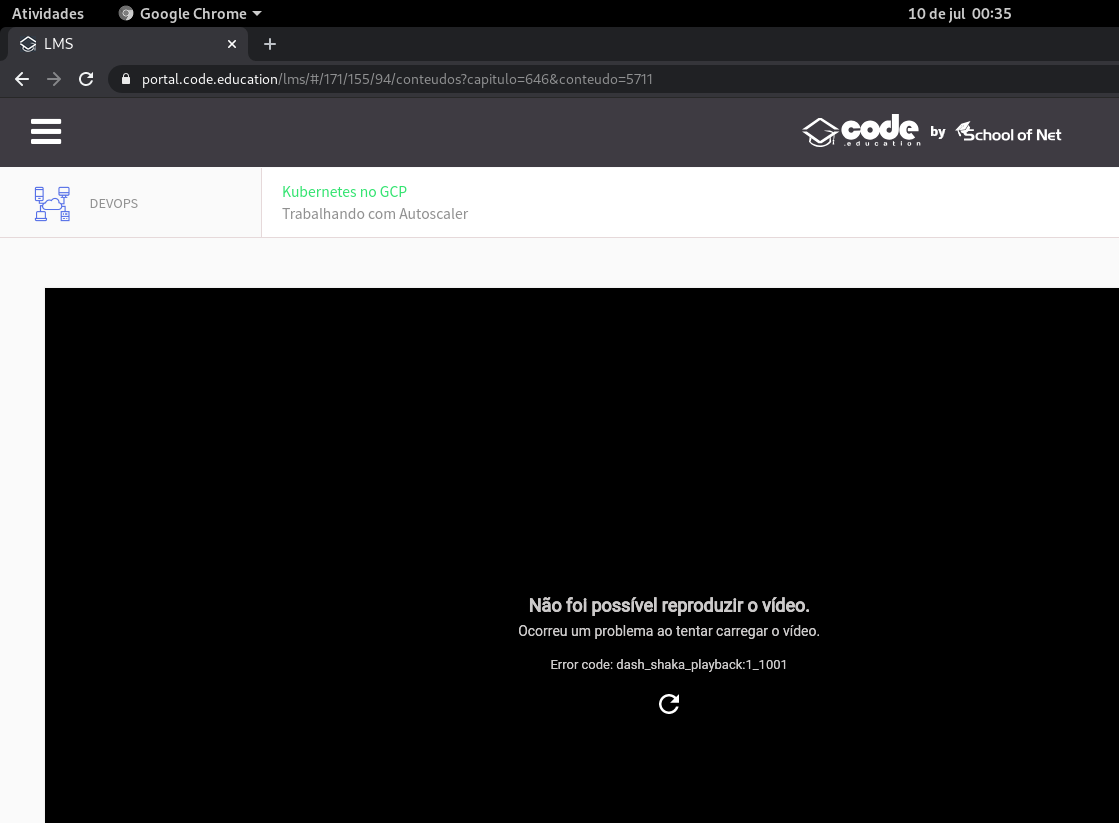 Atividades Google Chrome 10 de jul 00:35
LMS
portal.code.education/lms/#/171/155/94/conteudos?capitulo=646&conteudo=5711
code .education by School of Net
DEVOPS
Kubernetes no GCP
Trabalhando com Autoscaler
Não foi possível reproduzir o vídeo.
Ocorreu um problema ao tentar carregar o vídeo.
Error code: dash_shaka_playback:1_1001